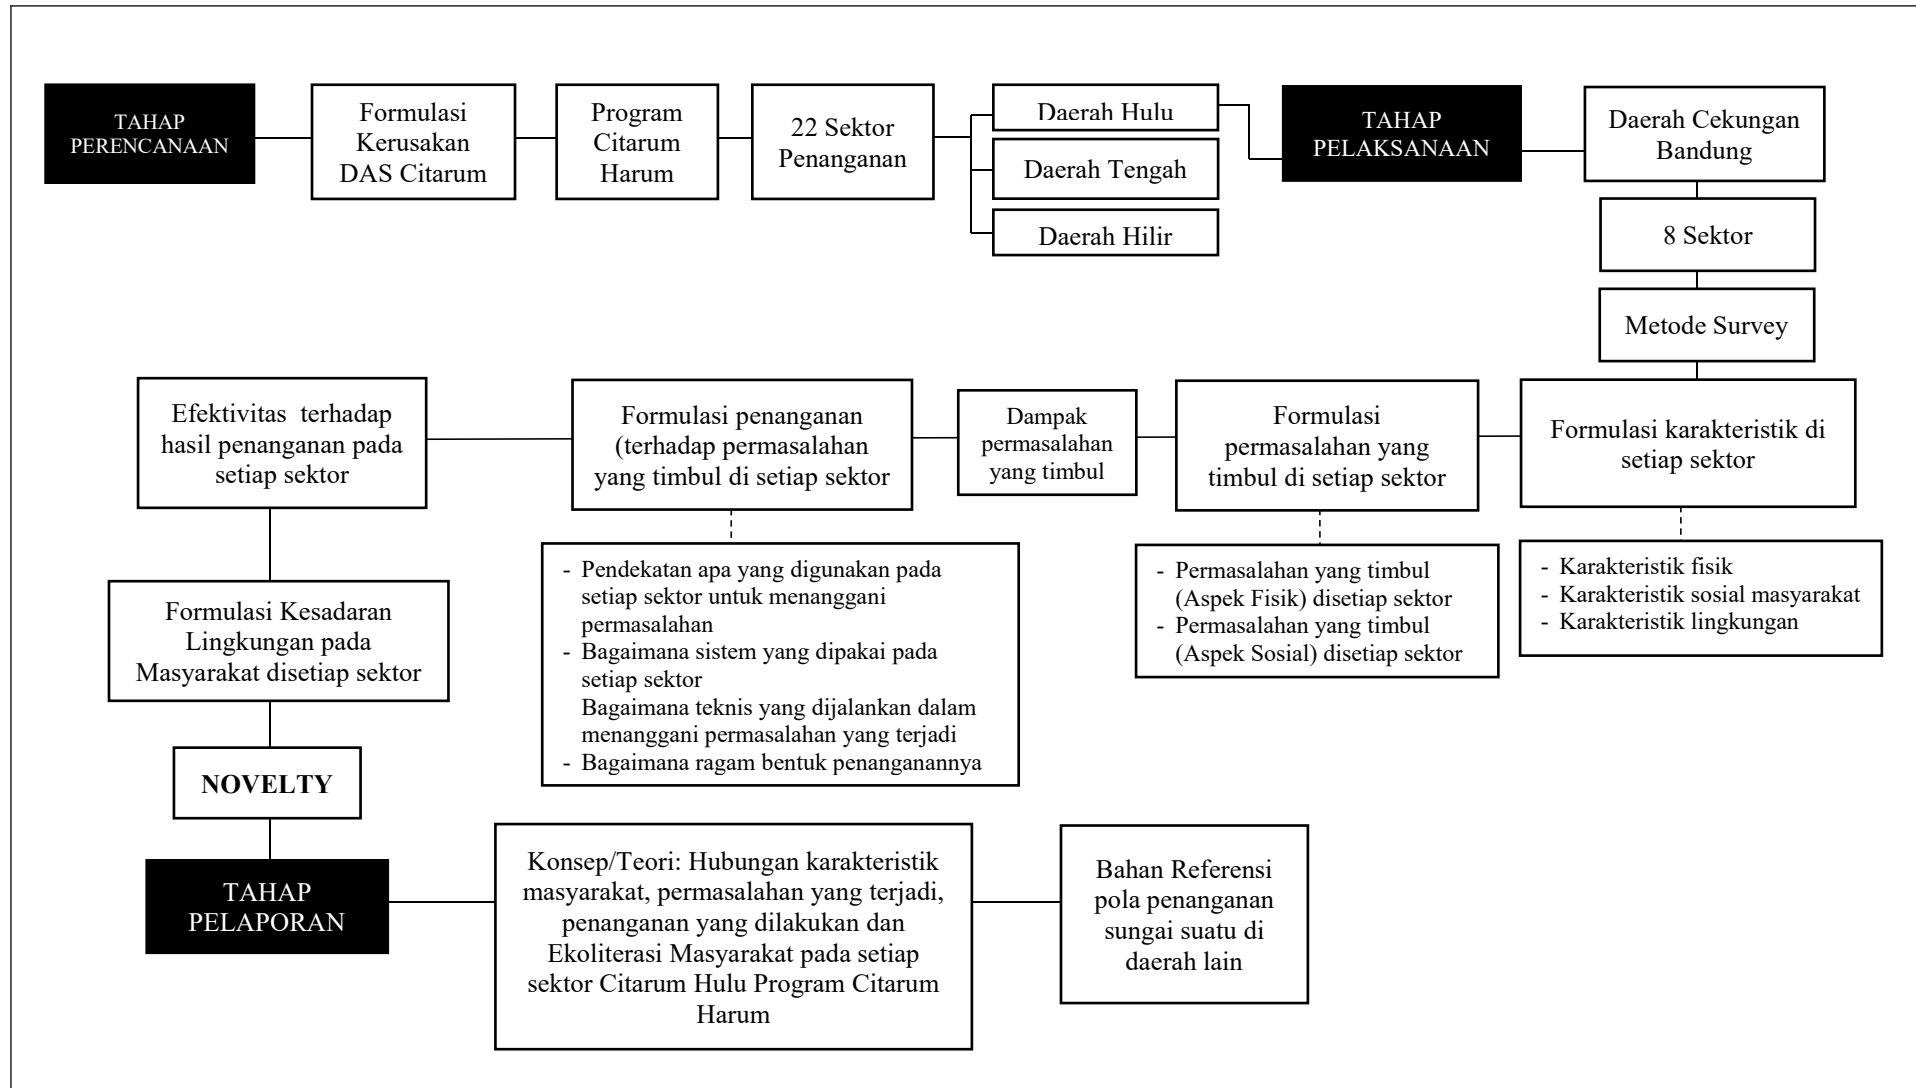 TAHAP
PERENCANAAN
Formulasi
Kerusakan
DAS Citarum
Program
Citarum
Harum
22 Sektor
Penanganan
Daerah Hulu
Daerah Tengah
Daerah Hilir
TAHAP
PELAKSANAAN
Daerah Cekungan
Bandung
8 Sektor
Metode Survey
Formulasi karakteristik di
setiap sektor
- Karakteristik fisik
- Karakteristik sosial masyarakat
- Karakteristik lingkungan
Formulasi
permasalahan yang
timbul di setiap sektor
- Permasalahan yang timbul
(Aspek Fisik) disetiap sektor
- Permasalahan yang timbul
(Aspek Sosial) disetiap sektor
Dampak
permasalahan
yang timbul
Formulasi penanganan
(terhadap permasalahan
yang timbul di setiap sektor
- Pendekatan apa yang digunakan pada
setiap sektor untuk menanggani
permasalahan
- Bagaimana sistem yang dipakai pada
setiap sektor
Bagaimana teknis yang dijalankan dalam
menanggani permasalahan yang terjadi
- Bagaimana ragam bentuk penanganannya
Efektivitas terhadap
hasil penanganan pada
setiap sektor
Formulasi Kesadaran
Lingkungan pada
Masyarakat disetiap sektor
NOVELTY
TAHAP
PELAPORAN
Konsep/Teori: Hubungan karakteristik
masyarakat, permasalahan yang terjadi,
penanganan yang dilakukan dan
Ekoliterasi Masyarakat pada setiap
sektor Citarum Hulu Program Citarum
Harum
Bahan Referensi
pola penanganan
sungai suatu di
daerah lain